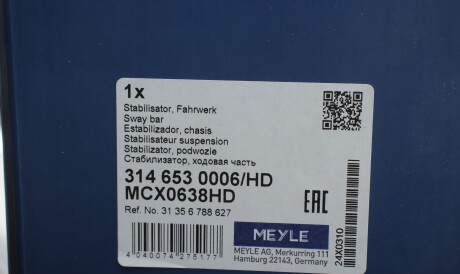 1x
Stabilisator, Fahrwerk
Sway bar
Estabilizador, chasis
Stabilisateur suspension
Stabilizator, podwozie
Стабилизатор, ходовая часть
314 653 0006/HD
MCX0638HD
Ref. No. 31 35 6 788 627
EAC
MEYLE
MEYLE AG, Merkurring 111
Hamburg 22143, Germany
4 040074 275177
24X0310